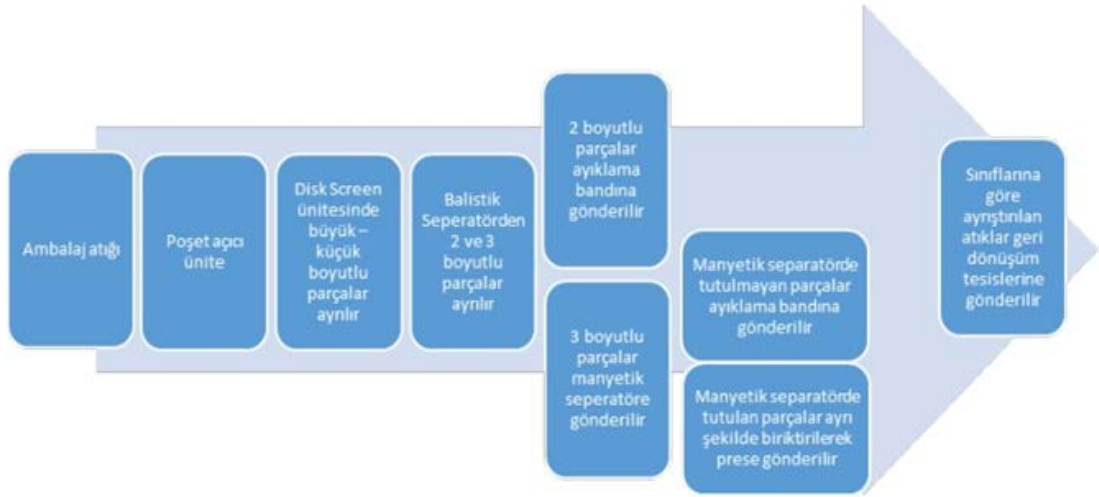 Ambalaj atığı
Poşet açıcı
ünite
Disk Screen
ünitesinde
büyük –
küçük
boyutlu
parçalar
ayrılır
Balistik
Seperatörden
2 ve 3
boyutlu
parçalar
ayrılır
2 boyutlu
parçalar
ayıklama
bandına
gönderilir
3 boyutlu
parçalar
manyetik
seperatöre
gönderilir
Manyetik separatörde
tutulmayan parçalar
ayıklama bandına
gönderilir
Manyetik separatörde
tutulan parçalar ayrı
şekilde biriktirilerek
prese gönderilir
Sınıflarına
göre
ayrıştırılan
atıklar geri
dönüşüm
tesislerine
gönderilir